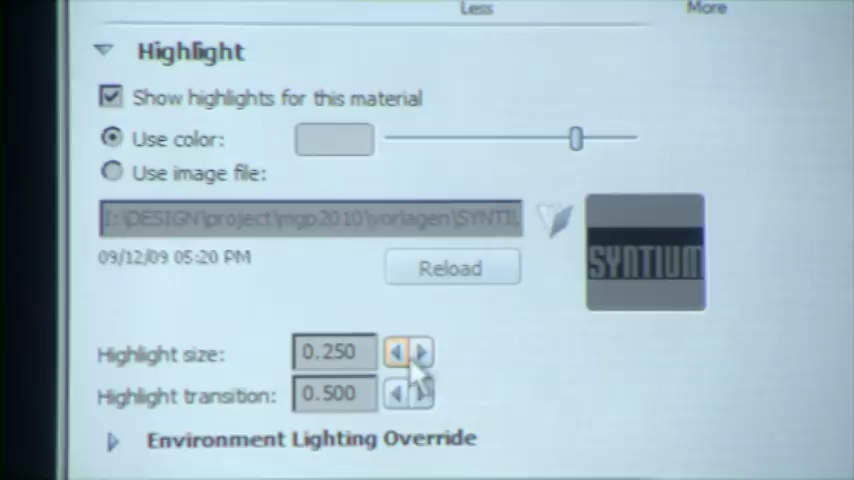 Less More
Highlight
Show highlights for this material
Use color:
Use image file:
I:\DESIGN\project\mgp2010\vorlagen\SYNTIL
09/12/09 05:20 PM
Reload
SYNTIUM
Highlight size: 0.250
Highlight transition: 0.500
Environment Lighting Override